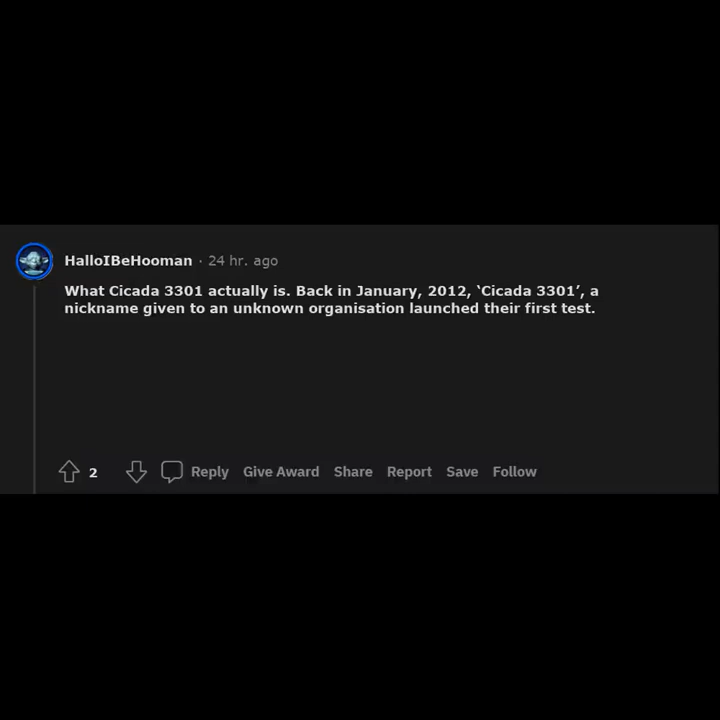 HalloIBeHooman · 24 hr. ago
What Cicada 3301 actually is. Back in January, 2012, ‘Cicada 3301’, a
nickname given to an unknown organisation launched their first test.
2 Reply Give Award Share Report Save Follow